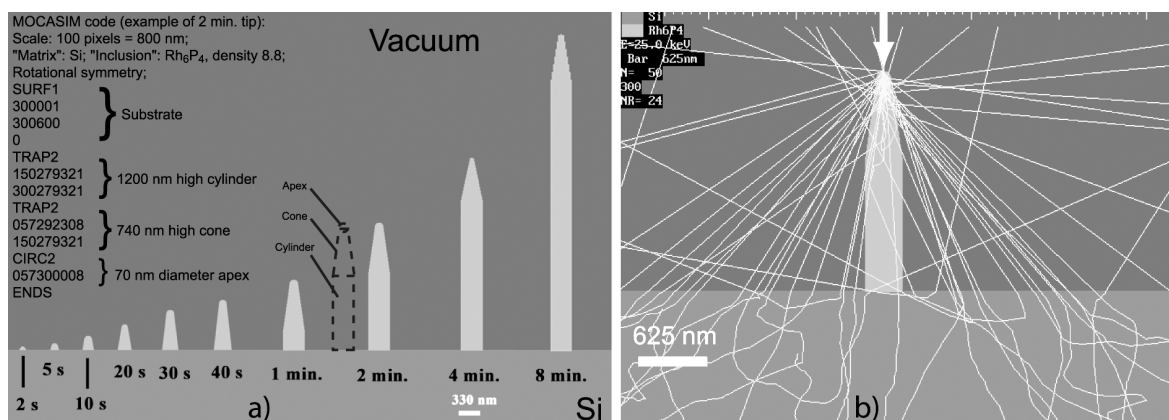 MOCASIM code (example of 2 min. tip):
Scale: 100 pixels = 800 nm;
"Matrix": Si; "Inclusion": Rh₆P₄, density 8.8;
Rotational symmetry;
SURF1
300001
300600
0
Substrate
TRAP2
150279321
300279321
1200 nm high cylinder
TRAP2
057292308
150279321
740 nm high cone
CIRC2
057300008
70 nm diameter apex
ENDS
Vacuum
Apex
Cone
Cylinder
2 s
5 s
10 s
20 s
30 s
40 s
1 min.
2 min.
4 min.
8 min.
330 nm
a)
Si
Si
Rh6P4
E=25.0 keV
Bar 625nm
N= 50
300
NR= 24
625 nm
b)